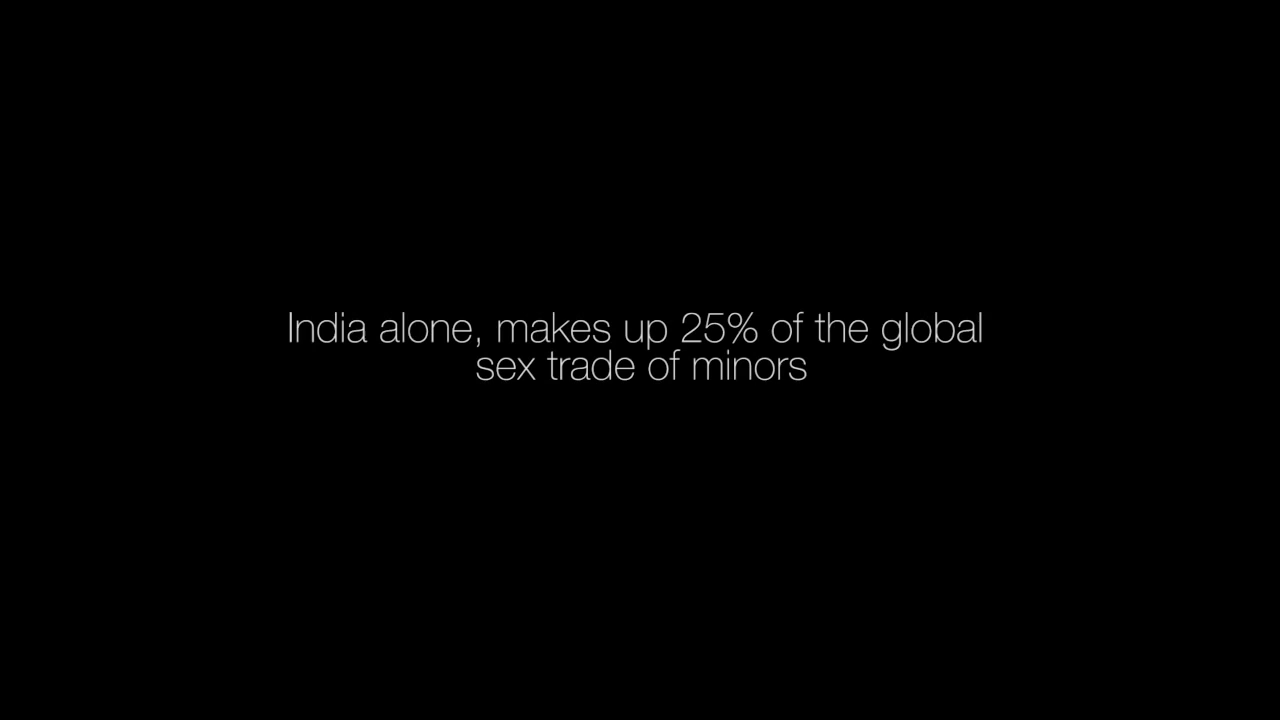 India alone, makes up 25% of the global
sex trade of minors